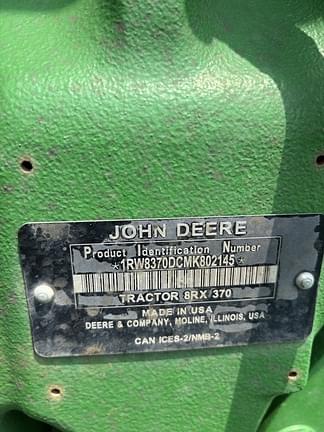 JOHN DEERE
Product Identification Number
*1RW8370DCMK802145*
TRACTOR 8RX 370
MADE IN USA
DEERE & COMPANY, MOLINE, ILLINOIS, USA
CAN ICES-2/NMB-2